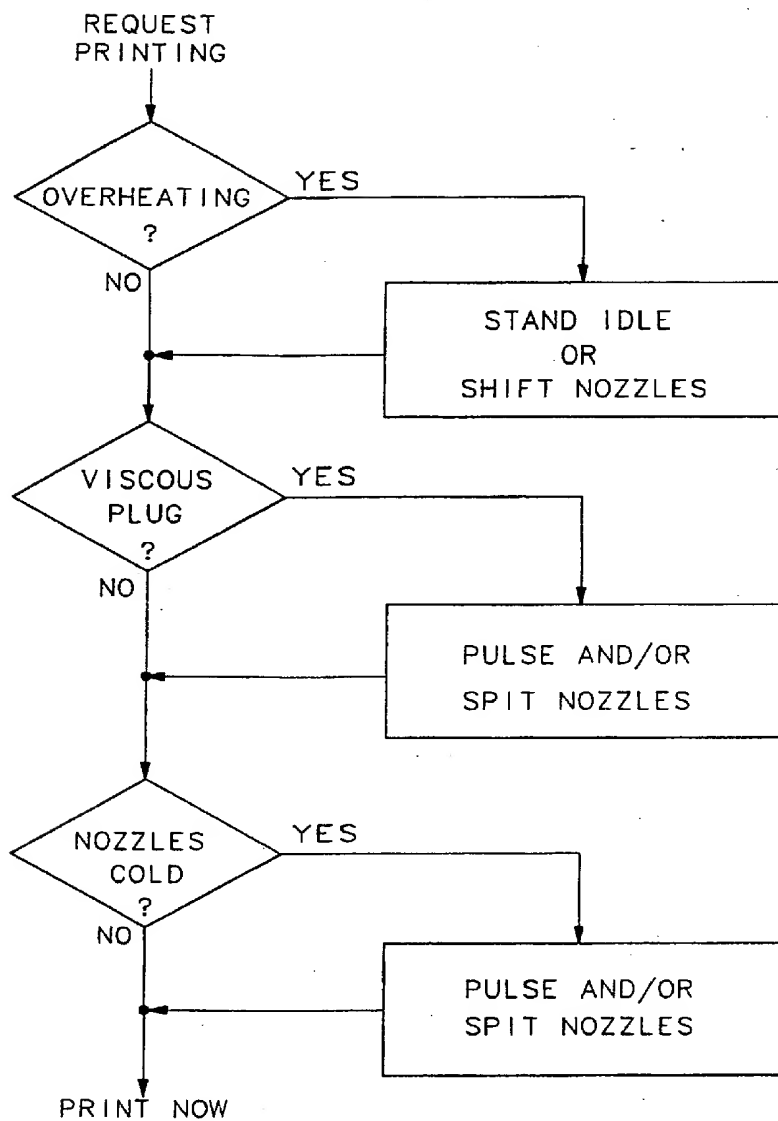 REQUEST
PRINTING
OVERHEATING
?
YES
NO
STAND IDLE
OR
SHIFT NOZZLES
VISCOUS
PLUG
?
YES
NO
PULSE AND/OR
SPIT NOZZLES
NOZZLES
COLD
?
YES
NO
PULSE AND/OR
SPIT NOZZLES
PRINT NOW